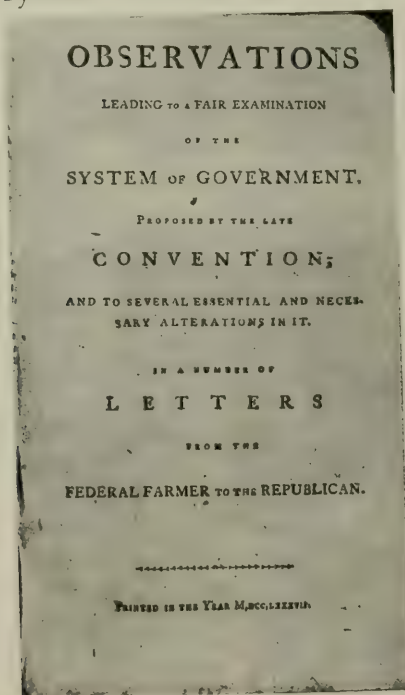 OBSERVATIONS
LEADING TO A FAIR EXAMINATION
OF THE
SYSTEM OF GOVERNMENT,
PROPOSED BY THE LATE
CONVENTION;
AND TO SEVERAL ESSENTIAL AND NECES-
SARY ALTERATIONS IN IT.
IN A NUMBER OF
LETTERS
FROM THE
FEDERAL FARMER TO THE REPUBLICAN.
PRINTED IN THE YEAR M,DCC,LXXXVII.